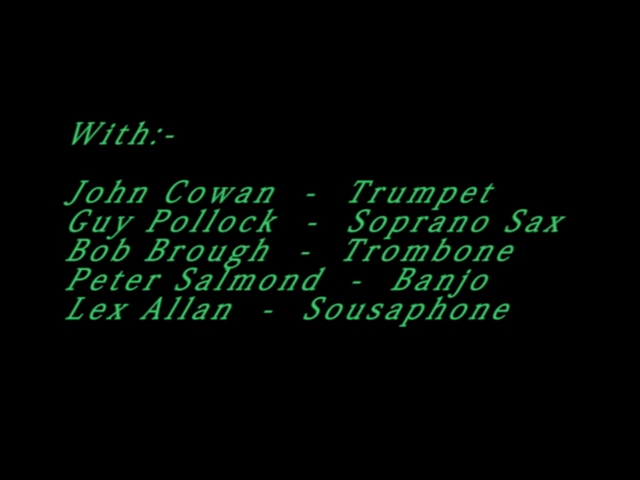 With:-
John Cowan - Trumpet
Guy Pollock - Soprano Sax
Bob Brough - Trombone
Peter Salmond - Banjo
Lex Allan - Sousaphone